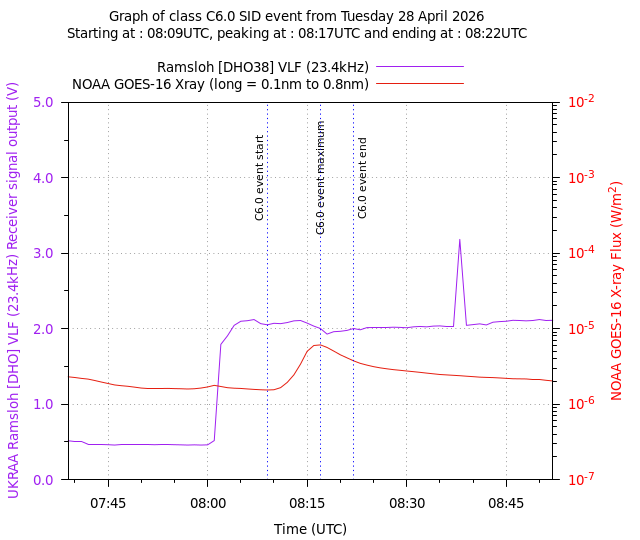 Graph of class C6.0 SID event from Tuesday 28 April 2026
Starting at : 08:09UTC, peaking at : 08:17UTC and ending at : 08:22UTC
Ramsloh [DHO38] VLF (23.4kHz)
NOAA GOES-16 Xray (long = 0.1nm to 0.8nm)
UKRAA Ramsloh [DHO] VLF (23.4kHz) Receiver signal output (V)
5.0
4.0
3.0
2.0
1.0
0.0
C6.0 event start
C6.0 event maximum
C6.0 event end
10-2
10-3
10-4
10-5
10-6
10-7
NOAA GOES-16 X-ray Flux (W/m2)
07:45 08:00 08:15 08:30 08:45
Time (UTC)